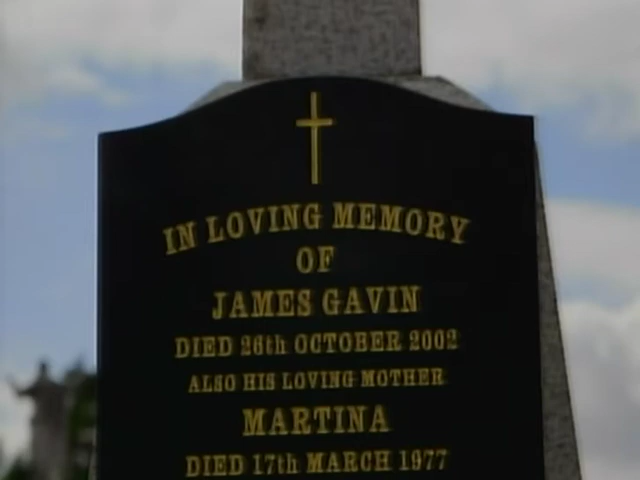 IN LOVING MEMORY
OF
JAMES GAVIN
DIED 26th OCTOBER 2002
ALSO HIS LOVING MOTHER
MARTINA
DIED 17th MARCH 1977